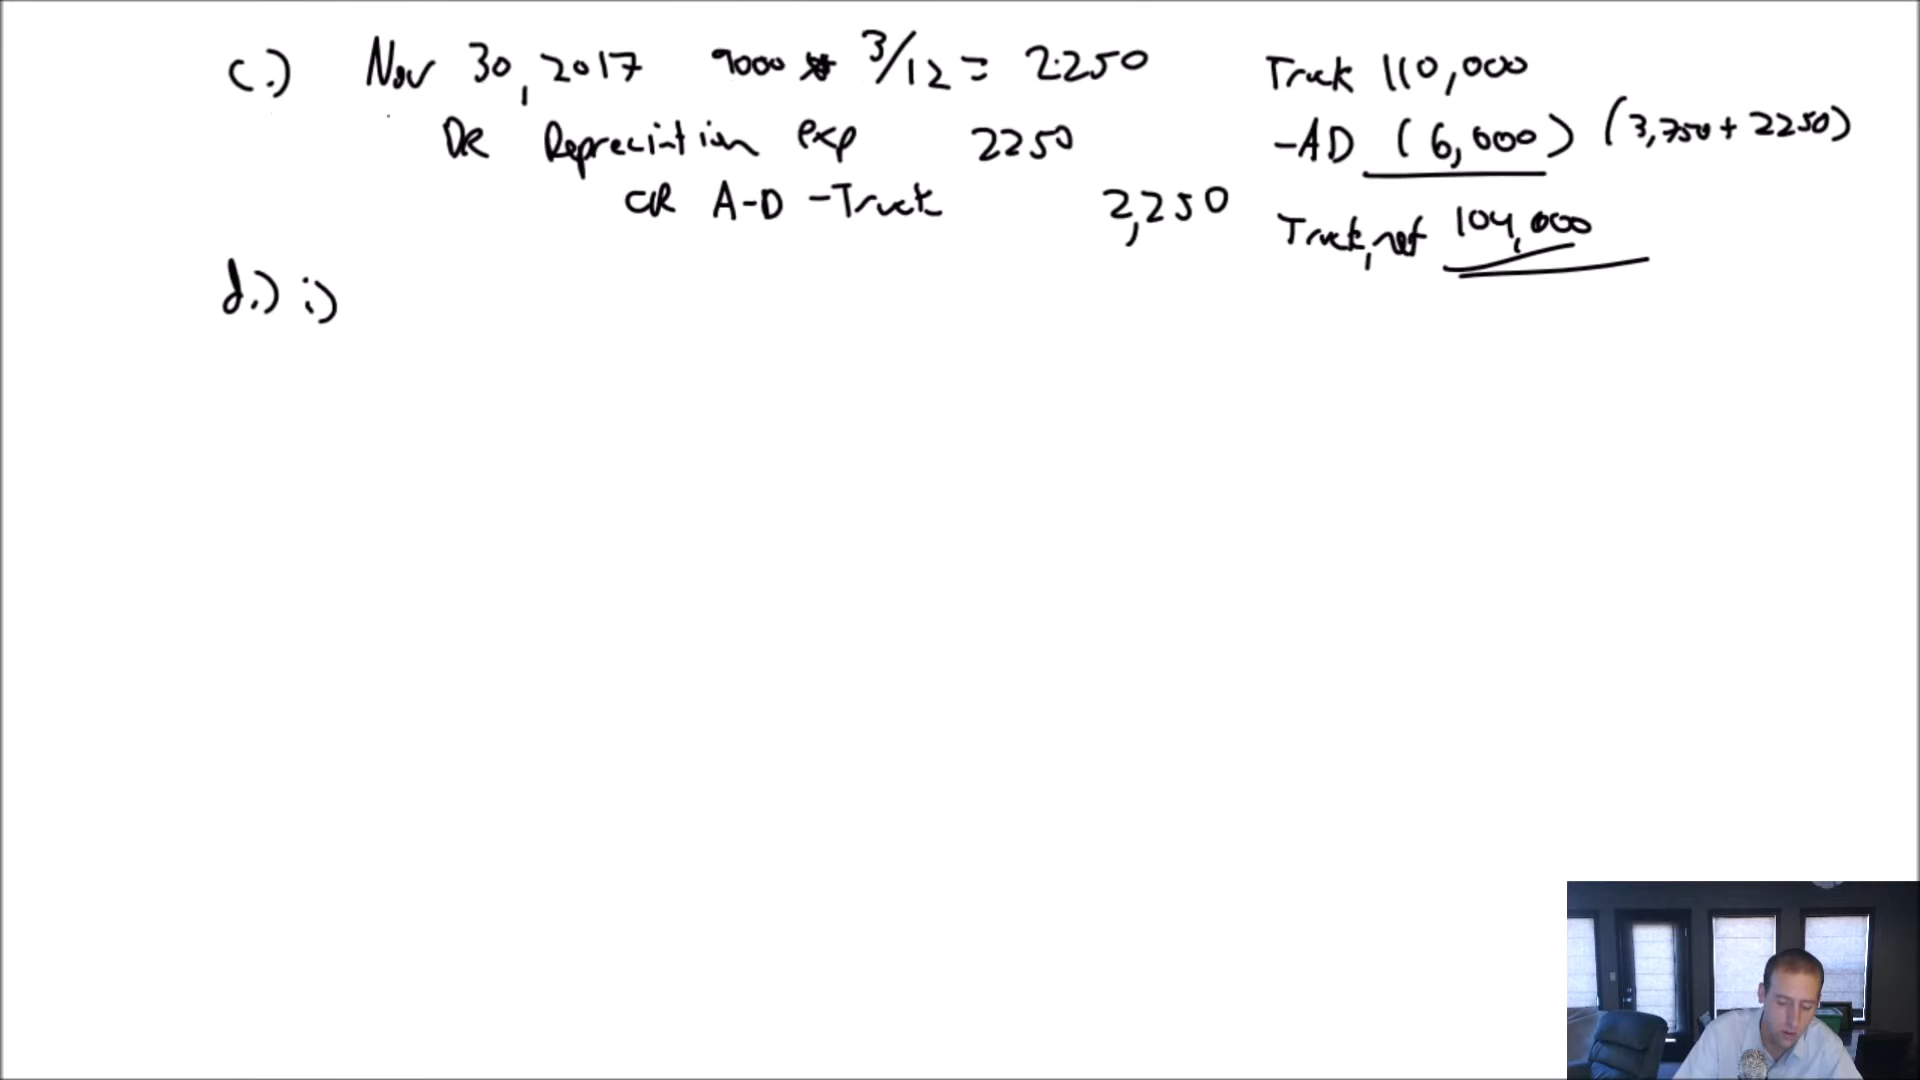 c.) Nov 30, 2017 9000 * 3/12 = 2250
DR Depreciation exp 2250
CR A-D -Truck 2,250
Truck 110,000
-AD (6,000) (3,750 + 2250)
Truck, net 104,000
d.) i)